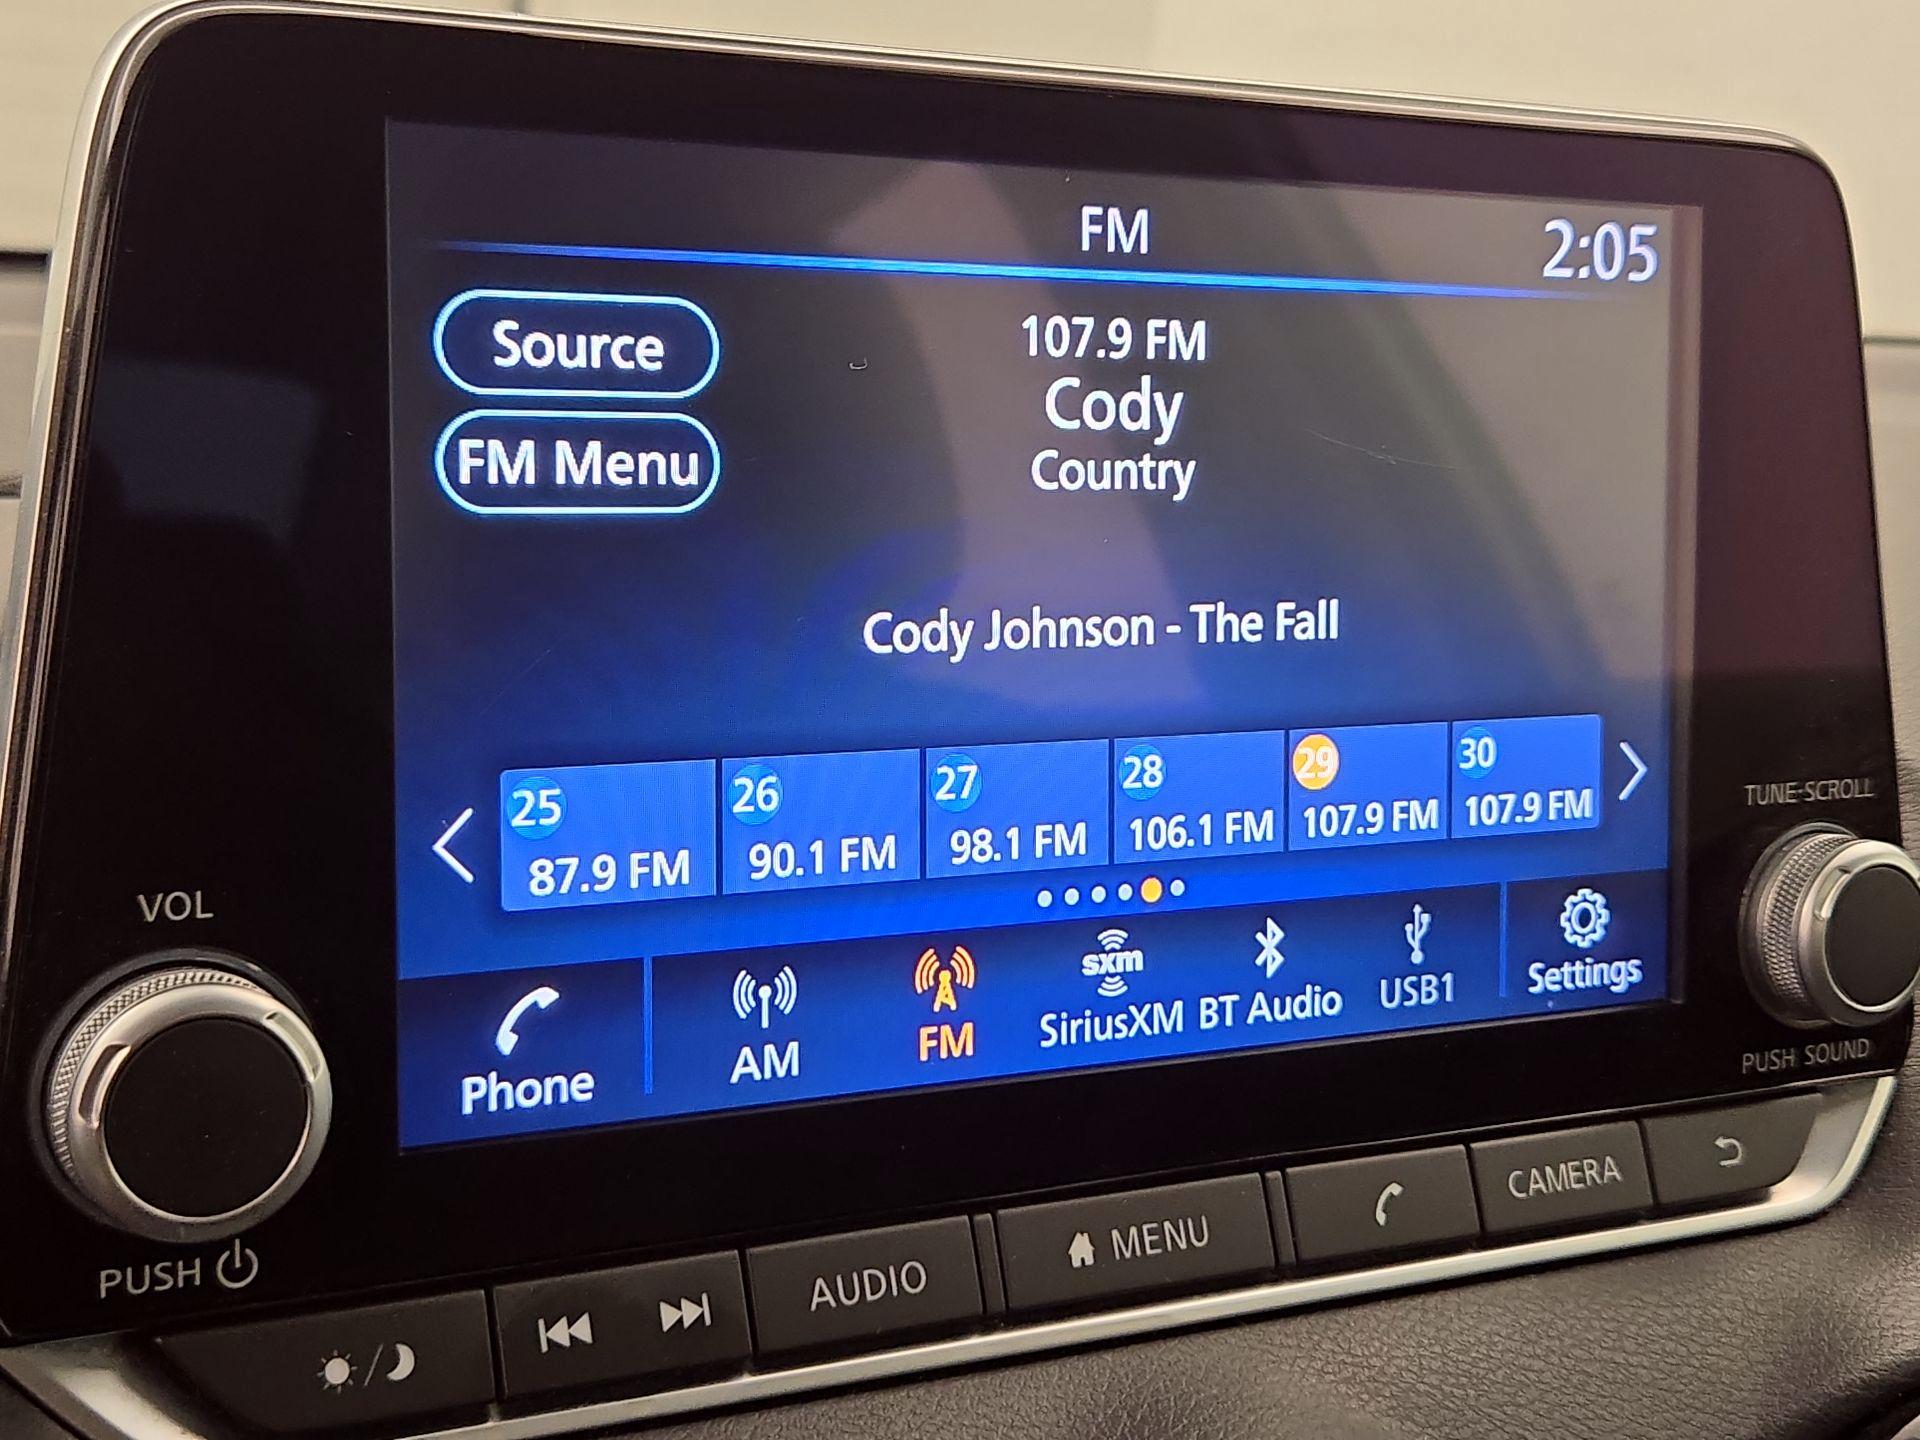 FM
2:05
Source
FM Menu
107.9 FM
Cody
Country
Cody Johnson - The Fall
25
87.9 FM
26
90.1 FM
27
98.1 FM
28
106.1 FM
29
107.9 FM
30
107.9 FM
Phone
AM
FM
sxm
SiriusXM
BT Audio
USB1
Settings
VOL
PUSH
TUNE·SCROLL
PUSH SOUND
AUDIO
MENU
CAMERA